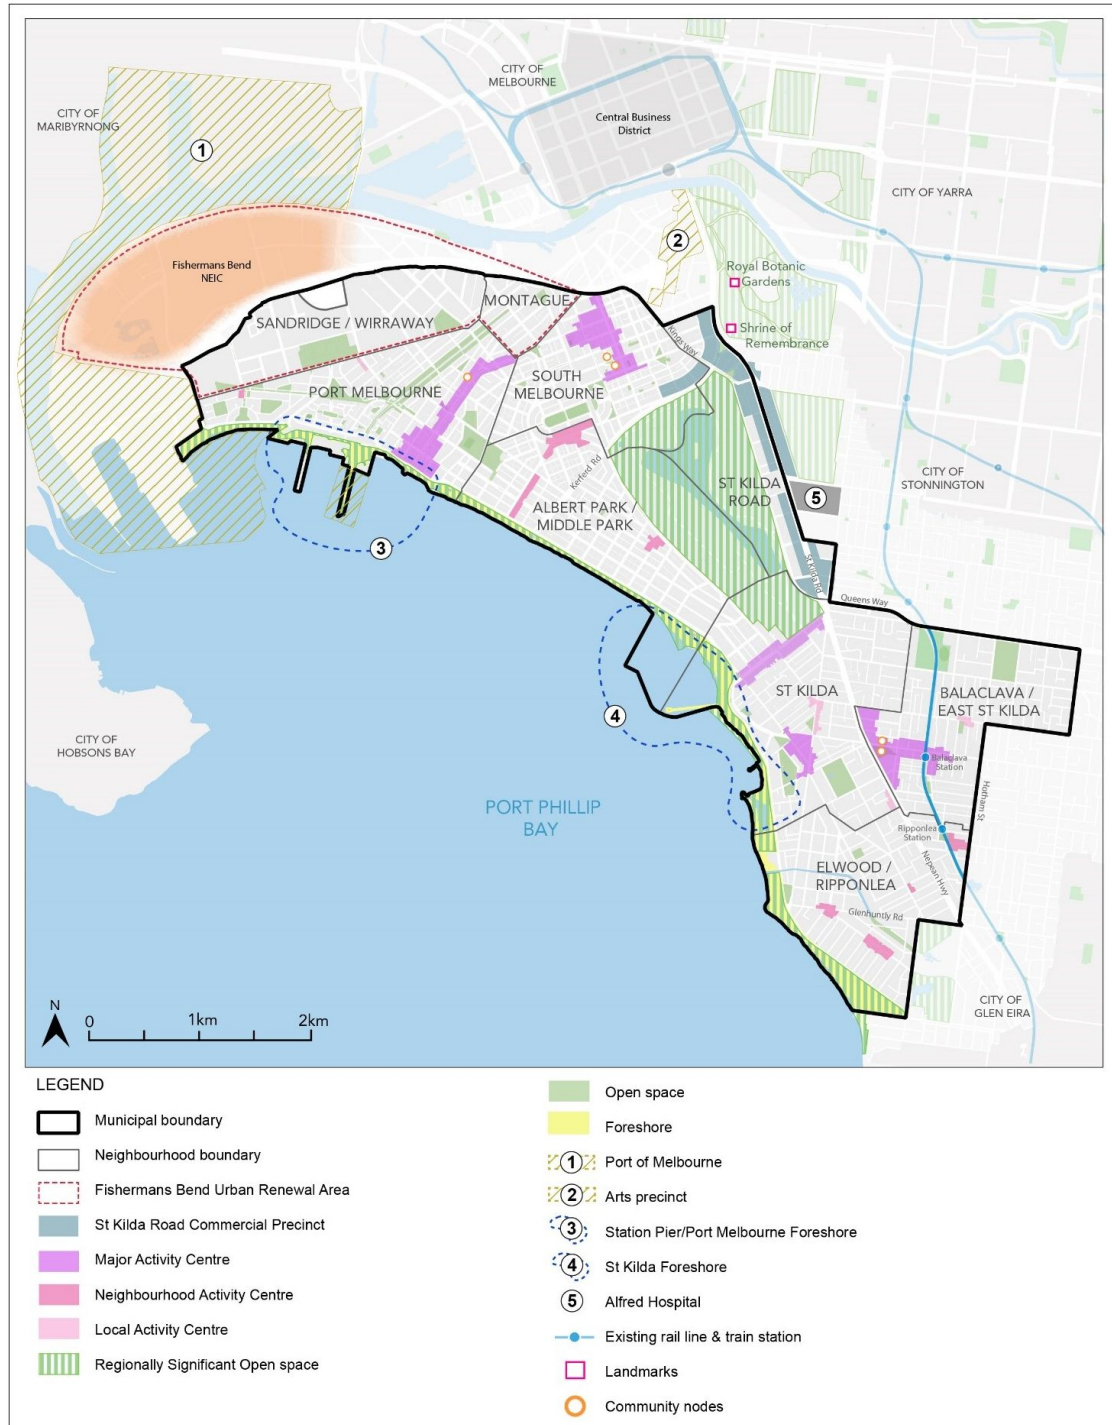 CITY OF
MELBOURNE
CITY OF
MARIBYRNONG
Central Business
District
1
CITY OF YARRA
2
Fishermans Bend
NEIC
Royal Botanic
Gardens
MONTAGUE
SANDRIDGE / WIRRAWAY
Shrine of
Remembrance
Kings Way
SOUTH
MELBOURNE
PORT MELBOURNE
Kerferd Rd
CITY OF
STONNINGTON
ST KILDA
ROAD
5
ALBERT PARK /
MIDDLE PARK
3
St Kilda Rd
Queens Way
ST KILDA
BALACLAVA /
EAST ST KILDA
4
CITY OF
HOBSONS BAY
Balaclava
Station
Hotham St
PORT PHILLIP
BAY
Ripponlea
Station
ELWOOD /
RIPPONLEA
Nepean Hwy
Glenhuntly Rd
CITY OF
GLEN EIRA
N
0 1km 2km
LEGEND
Municipal boundary
Neighbourhood boundary
Fishermans Bend Urban Renewal Area
St Kilda Road Commercial Precinct
Major Activity Centre
Neighbourhood Activity Centre
Local Activity Centre
Regionally Significant Open space
Open space
Foreshore
1 Port of Melbourne
2 Arts precinct
3 Station Pier/Port Melbourne Foreshore
4 St Kilda Foreshore
5 Alfred Hospital
Existing rail line & train station
Landmarks
Community nodes